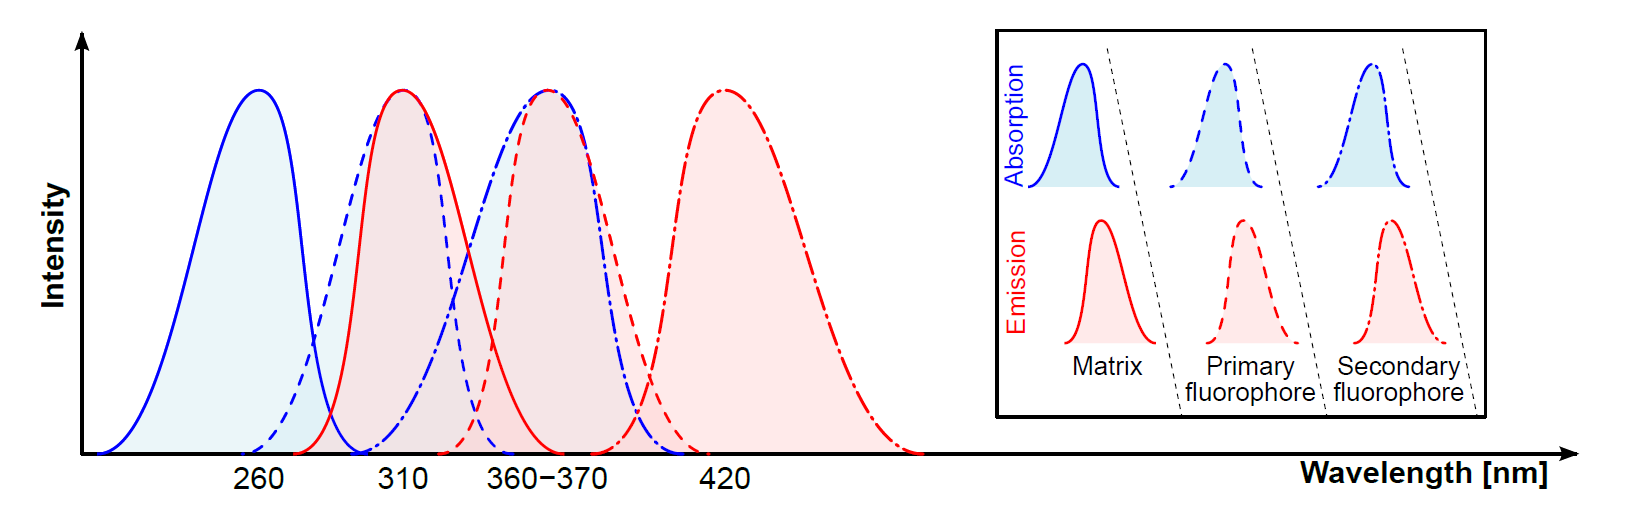 Intensity
260
310
360−370
420
Wavelength [nm]
Absorption
Emission
Matrix
Primary
fluorophore
Secondary
fluorophore